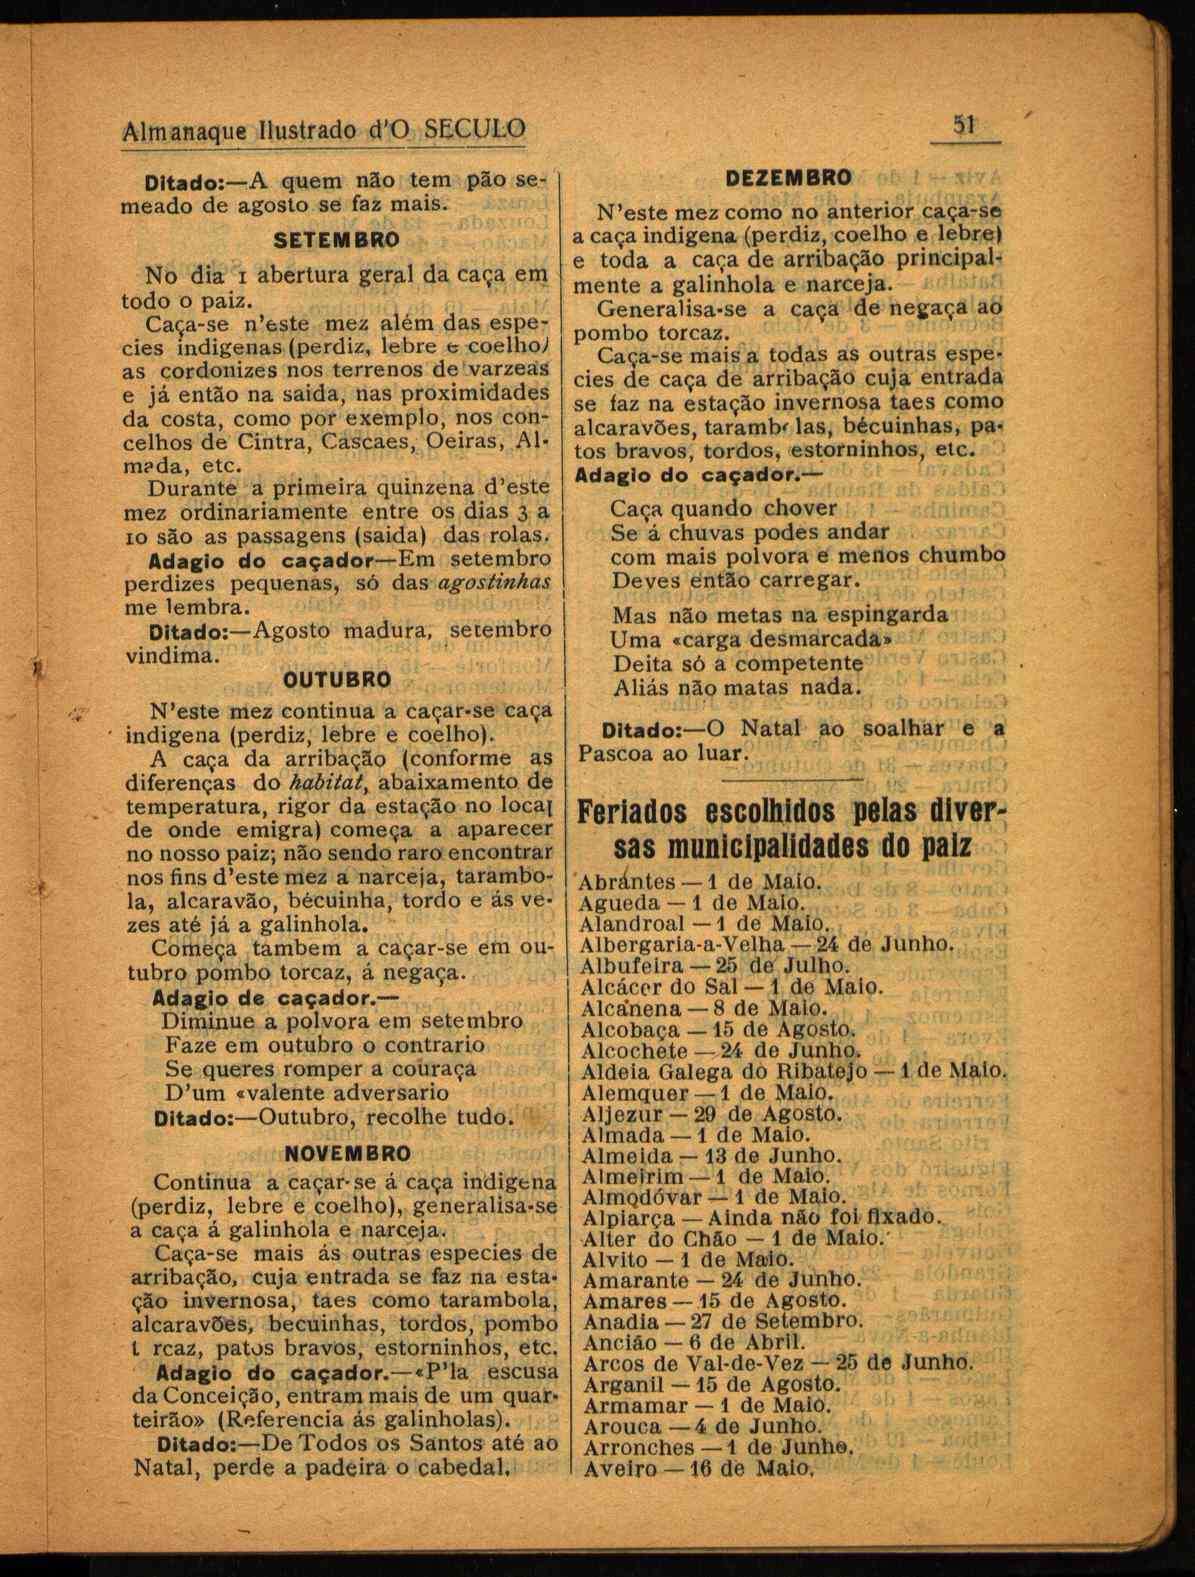 Almanaque Ilustrado d'O SECULO
51
Ditado:—A quem não tem pão se-
meado de agosto se faz mais.
SETEMBRO
No dia 1 abertura geral da caça em
todo o paiz.
Caça-se n'este mez além das espe-
cies indigenas (perdiz, lebre e coelho)
as cordonizes nos terrenos de varzeas
e já então na saida, nas proximidades
da costa, como por exemplo, nos con-
celhos de Cintra, Cascaes, Oeiras, Al-
mada, etc.
Durante a primeira quinzena d'este
mez ordinariamente entre os dias 3 a
10 são as passagens (saida) das rolas.
Adagio do caçador—Em setembro
perdizes pequenas, só das agostinhas
me lembra.
Ditado:—Agosto madura, setembro
vindima.
OUTUBRO
N'este mez continua a caçar-se caça
indigena (perdiz, lebre e coelho).
A caça da arribação (conforme as
diferenças do habitat, abaixamento de
temperatura, rigor da estação no local
de onde emigra) começa a aparecer
no nosso paiz; não sendo raro encontrar
nos fins d'este mez a narceja, tarambo-
la, alcaravão, bécuinha, tordo e ás ve-
zes até já a galinhola.
Começa tambem a caçar-se em ou-
tubro pombo torcaz, á negaça.
Adagio de caçador.—
Diminue a polvora em setembro
Faze em outubro o contrario
Se queres romper a couraça
D'um «valente adversario
Ditado:—Outubro, recolhe tudo.
NOVEMBRO
Continua a caçar-se á caça indigena
(perdiz, lebre e coelho), generalisa-se
a caça á galinhola e narceja.
Caça-se mais ás outras especies de
arribação, cuja entrada se faz na esta-
ção invernosa, taes como tarambola,
alcaravões, becuinhas, tordos, pombo
t rcaz, patos bravos, estorninhos, etc.
Adagio do caçador.—«P'la escusa
da Conceição, entram mais de um quar-
teirão» (Referencia ás galinholas).
Ditado:—De Todos os Santos até ao
Natal, perde a padeira o cabedal.
DEZEMBRO
N'este mez como no anterior caça-se
a caça indigena (perdiz, coelho e lebre)
e toda a caça de arribação principal-
mente a galinhola e narceja.
Generalisa-se a caça de negaça ao
pombo torcaz.
Caça-se mais a todas as outras espe-
cies de caça de arribação cuja entrada
se faz na estação invernosa taes como
alcaravões, tarambolas, bécuinhas, pa-
tos bravos, tordos, estorninhos, etc.
Adagio do caçador.—
Caça quando chover
Se á chuvas podes andar
com mais polvora e menos chumbo
Deves então carregar.
Mas não metas na espingarda
Uma «carga desmarcada»
Deita só a competente
Aliás não matas nada.
Ditado:—O Natal ao soalhar e a
Pascoa ao luar.
Feriados escolhidos pelas diver-
sas municipalidades do paiz
Abrantes — 1 de Maio.
Agueda — 1 de Maio.
Alandroal — 1 de Maio.
Albergaria-a-Velha — 24 de Junho.
Albufeira — 25 de Julho.
Alcácer do Sal — 1 de Maio.
Alcanena — 8 de Maio.
Alcobaça — 15 de Agosto.
Alcochete — 24 de Junho.
Aldeia Galega do Ribatejo — 1 de Maio.
Alemquer — 1 de Maio.
Aljezur — 29 de Agosto.
Almada — 1 de Maio.
Almeida — 13 de Junho.
Almeirim — 1 de Maio.
Almodóvar — 1 de Maio.
Alpiarça — Ainda não foi fixado.
Alter do Chão — 1 de Maio.
Alvito — 1 de Maio.
Amarante — 24 de Junho.
Amares — 15 de Agosto.
Anadia — 27 de Setembro.
Ancião — 6 de Abril.
Arcos de Val-de-Vez — 25 de Junho.
Arganil — 15 de Agosto.
Armamar — 1 de Maio.
Arouca — 4 de Junho.
Arronches — 1 de Junho.
Aveiro — 16 de Maio.